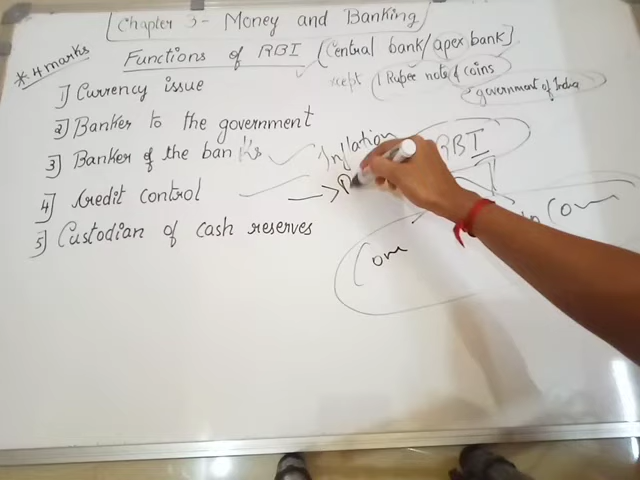 Chapter 3- Money and Banking
* 4 marks
Functions of RBI [Central bank/apex bank]
xcept 1 Rupee note & coins
government of India
1] Currency issue
2] Banker to the government
3] Banker of the banks
4] Credit control
5] Custodian of cash reserves
Inflation
RBI
Com
Com